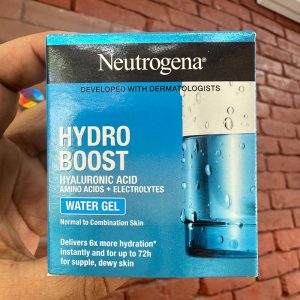 Neutrogena®
DEVELOPED WITH DERMATOLOGISTS
HYDRO
BOOST
HYALURONIC ACID
AMINO ACIDS + ELECTROLYTES
WATER GEL
Normal to Combination Skin
Delivers 6x more hydration*
instantly and for up to 72h
for supple, dewy skin